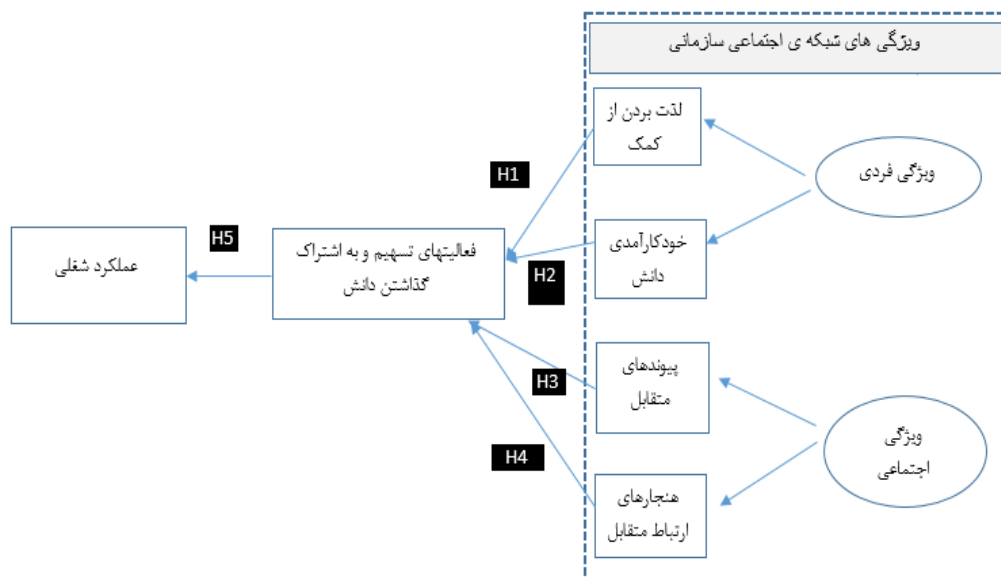 ویژگی های شبکه ی اجتماعی سازمانی
لذت بردن از
کمک
ویژگی فردی
H1
خودکارآمدی
دانش
H2
فعالیتهای تسهیم و به اشتراک
گذاشتن دانش
H5
عملکرد شغلی
پیوندهای
متقابل
H3
ویژگی
اجتماعی
H4
هنجارهای
ارتباط متقابل